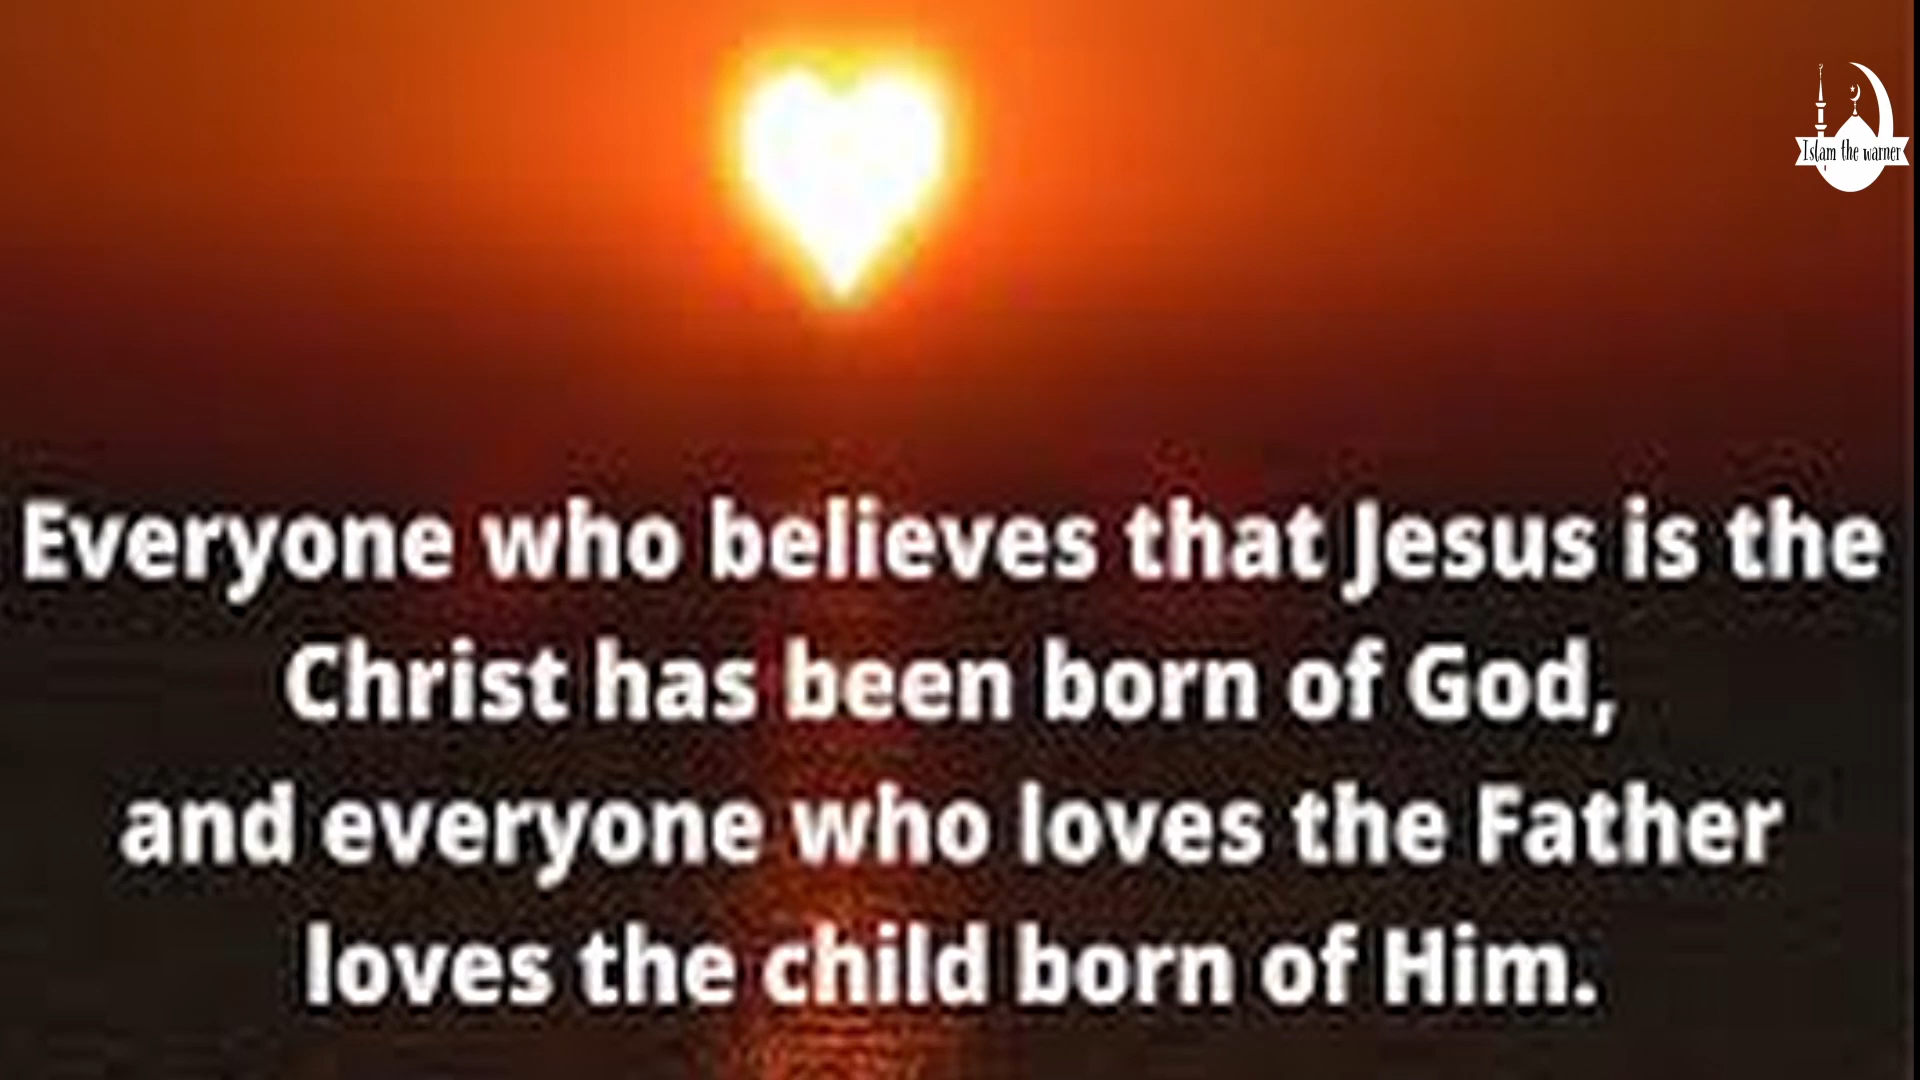 Islam the warner
Everyone who believes that Jesus is the
Christ has been born of God,
and everyone who loves the Father
loves the child born of Him.